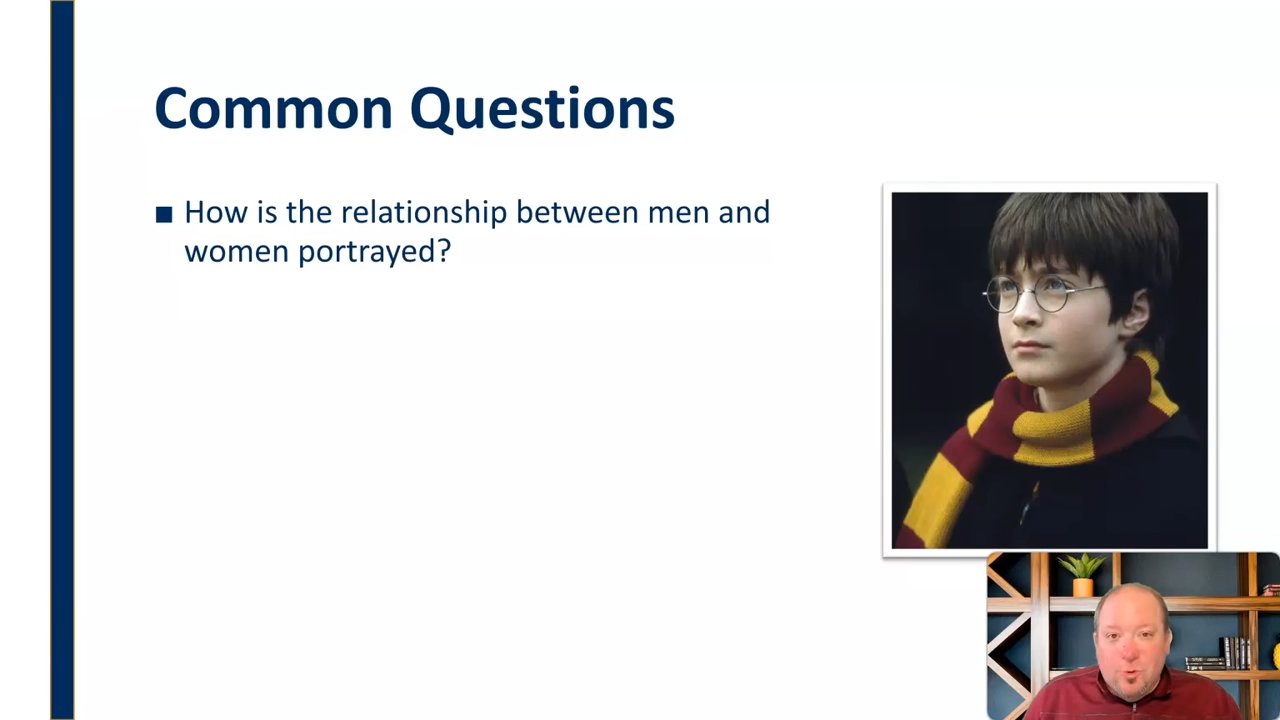 Common Questions
■ How is the relationship between men and
women portrayed?